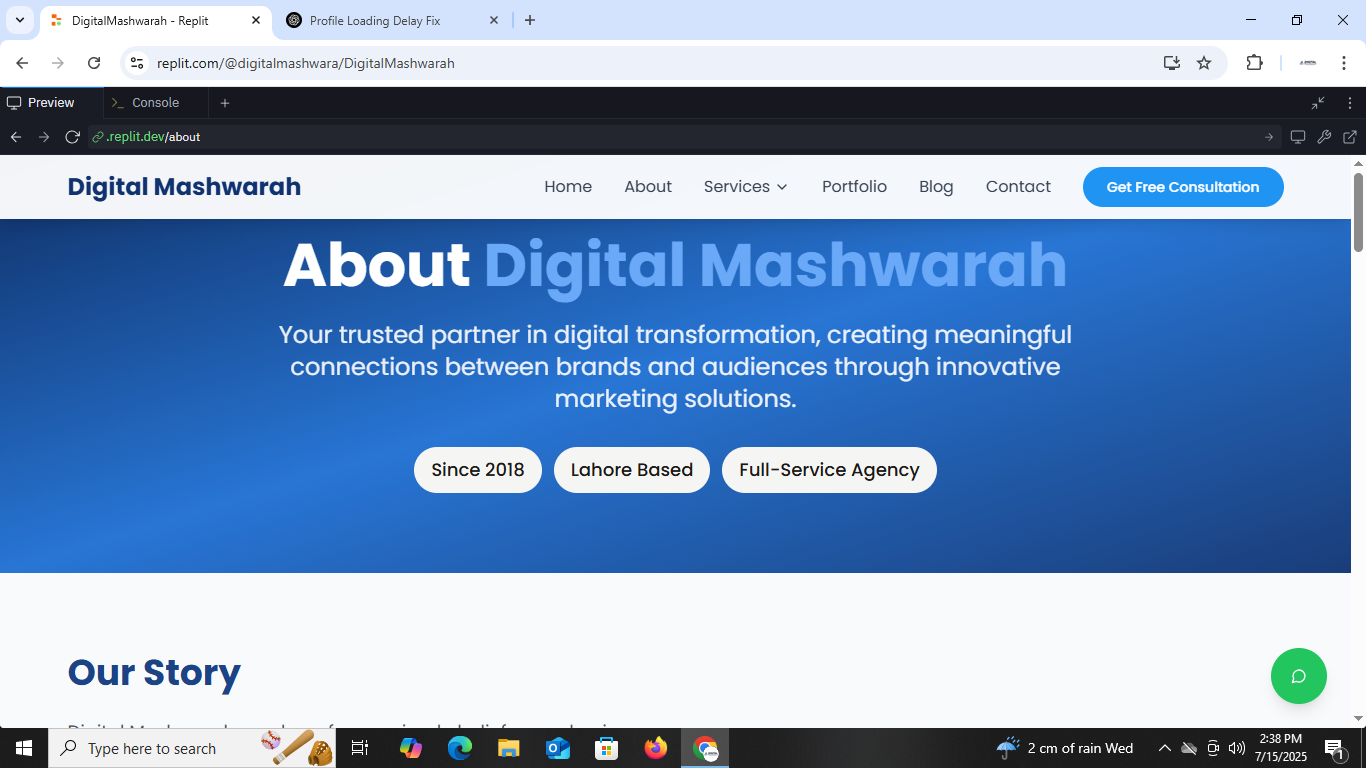 DigitalMashwarah - Replit
Profile Loading Delay Fix
replit.com/@digitalmashwara/DigitalMashwarah
Preview
Console
.replit.dev/about
Digital Mashwarah
Home
About
Services
Portfolio
Blog
Contact
Get Free Consultation
About Digital Mashwarah
Your trusted partner in digital transformation, creating meaningful
connections between brands and audiences through innovative
marketing solutions.
Since 2018
Lahore Based
Full-Service Agency
Our Story
Type here to search
2 cm of rain Wed
2:38 PM
7/15/2025
1